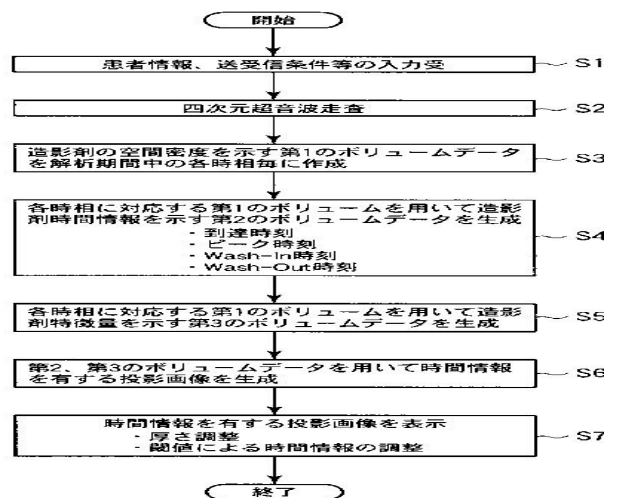 開始
患者情報、送受信条件等の入力受
S1
四次元超音波走査
S2
造影剤の空間密度を示す第1のボリュームデータ
を解析期間中の各時相毎に作成
S3
各時相に対応する第1のボリュームを用いて造影
剤時間情報を示す第2のボリュームデータを生成
・到達時刻
・ピーク時刻
・Wash-In時刻
・Wash-Out時刻
S4
各時相に対応する第1のボリュームを用いて造影
剤特徴量を示す第3のボリュームデータを生成
S5
第2、第3のボリュームデータを用いて時間情報
を有する投影画像を生成
S6
時間情報を有する投影画像を表示
・厚さ調整
・閾値による時間情報の調整
S7
終了